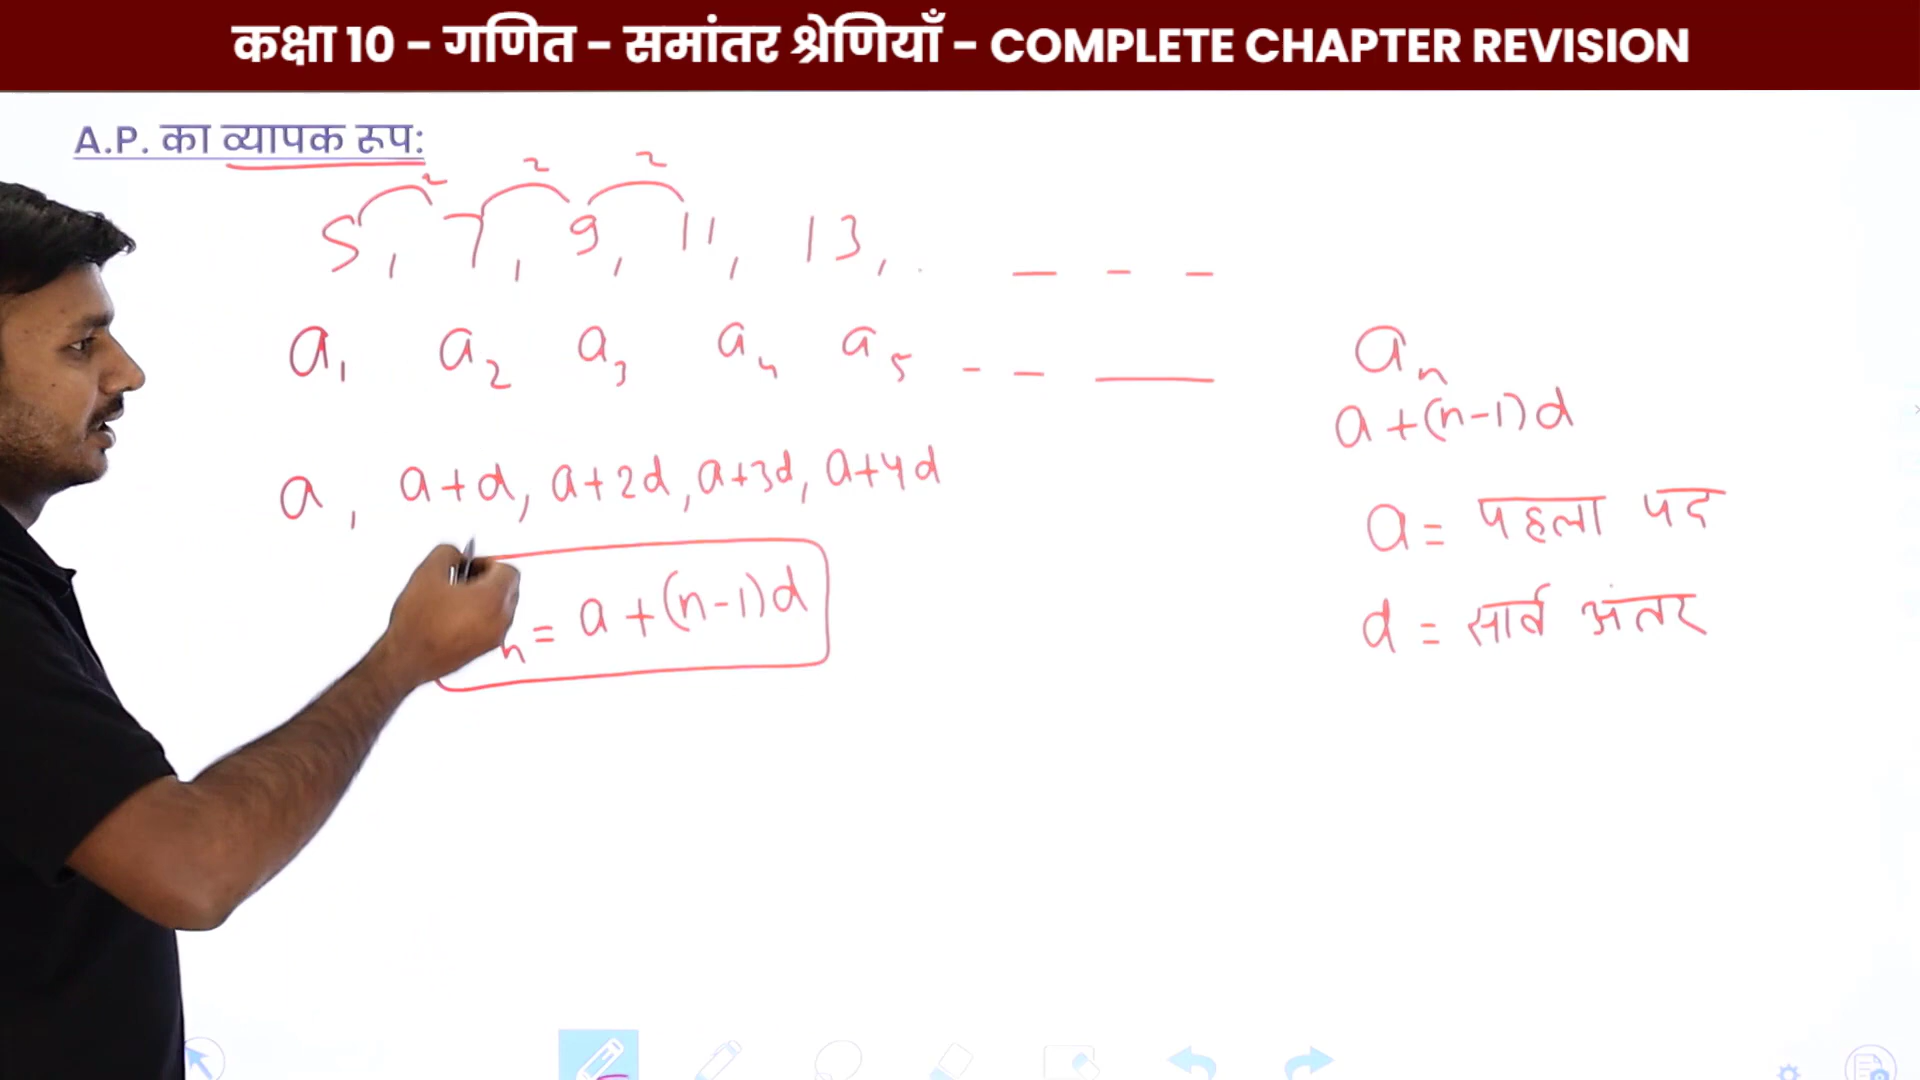 कक्षा 10 - गणित - समांतर श्रेणियाँ - COMPLETE CHAPTER REVISION
A.P. का व्यापक रूप:
2 2 2
5, 7, 9, 11, 13, . _ _ _
a₁ a₂ a₃ a₄ a₅ - - — aₙ
a+(n-1)d
a, a+d, a+2d, a+3d, a+4d
a = पहला पद
n = a+(n-1)d
d = सार्व अंतर